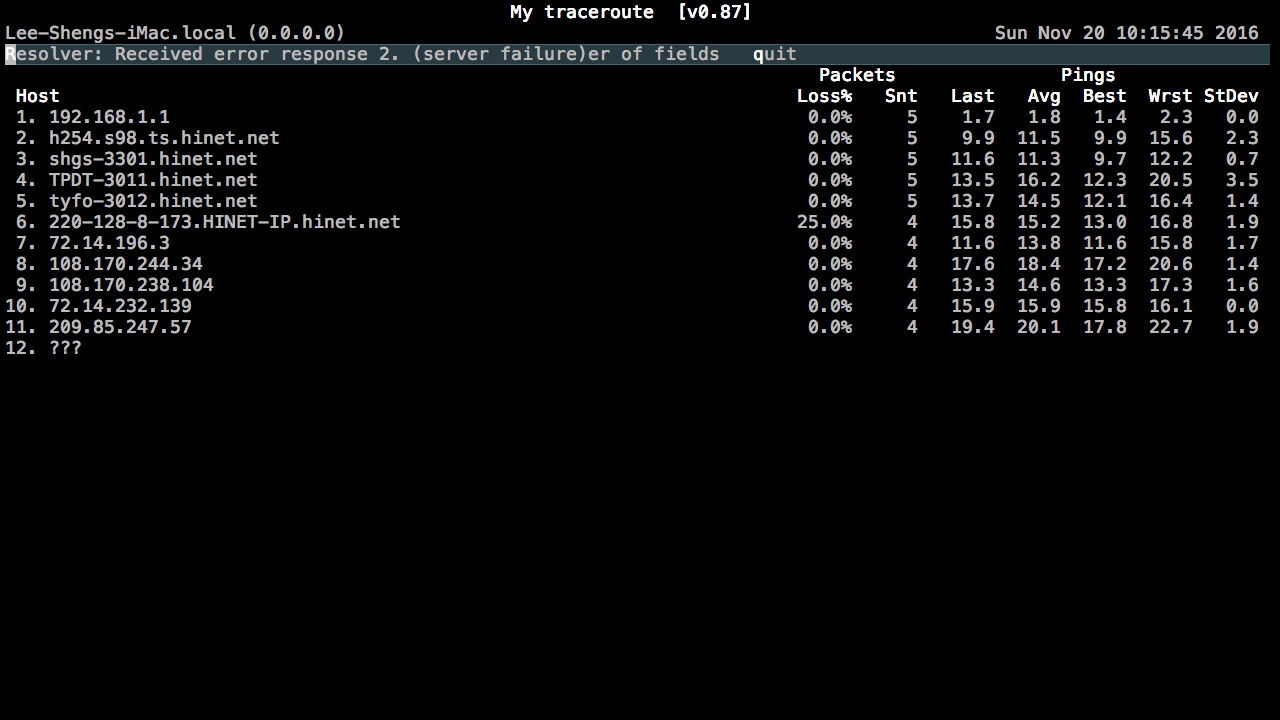 My traceroute  [v0.87]
Lee-Shengs-iMac.local (0.0.0.0) Sun Nov 20 10:15:45 2016
Resolver: Received error response 2. (server failure)er of fields   quit
Packets Pings
Host Loss% Snt Last Avg Best Wrst StDev
1. 192.168.1.1 0.0% 5 1.7 1.8 1.4 2.3 0.0
2. h254.s98.ts.hinet.net 0.0% 5 9.9 11.5 9.9 15.6 2.3
3. shgs-3301.hinet.net 0.0% 5 11.6 11.3 9.7 12.2 0.7
4. TPDT-3011.hinet.net 0.0% 5 13.5 16.2 12.3 20.5 3.5
5. tyfo-3012.hinet.net 0.0% 5 13.7 14.5 12.1 16.4 1.4
6. 220-128-8-173.HINET-IP.hinet.net 25.0% 4 15.8 15.2 13.0 16.8 1.9
7. 72.14.196.3 0.0% 4 11.6 13.8 11.6 15.8 1.7
8. 108.170.244.34 0.0% 4 17.6 18.4 17.2 20.6 1.4
9. 108.170.238.104 0.0% 4 13.3 14.6 13.3 17.3 1.6
10. 72.14.232.139 0.0% 4 15.9 15.9 15.8 16.1 0.0
11. 209.85.247.57 0.0% 4 19.4 20.1 17.8 22.7 1.9
12. ???